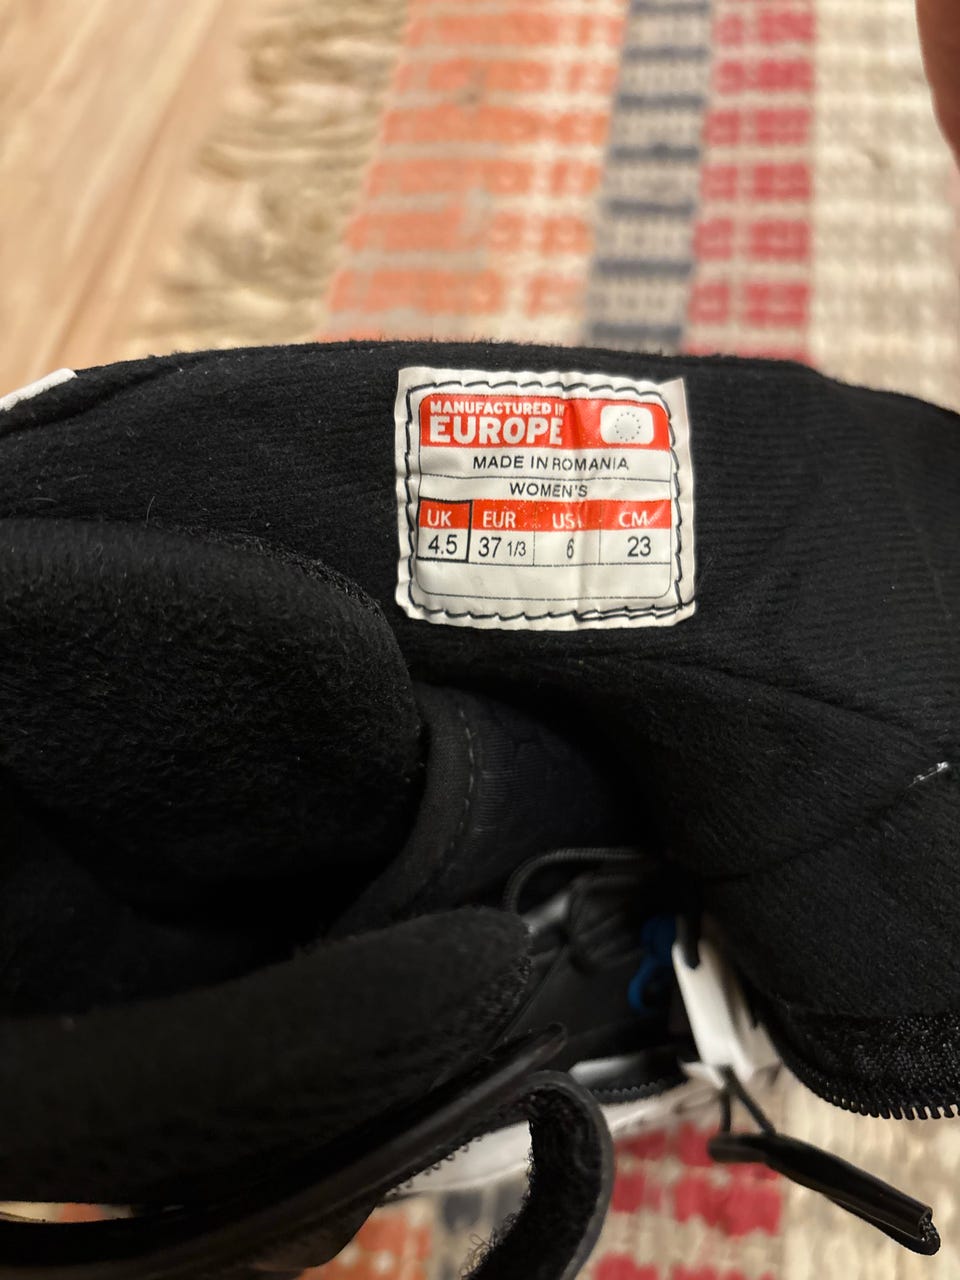 MANUFACTURED IN
EUROPE
MADE IN ROMANIA
WOMEN'S
UK EUR US CM
4.5 37 1/3 6 23